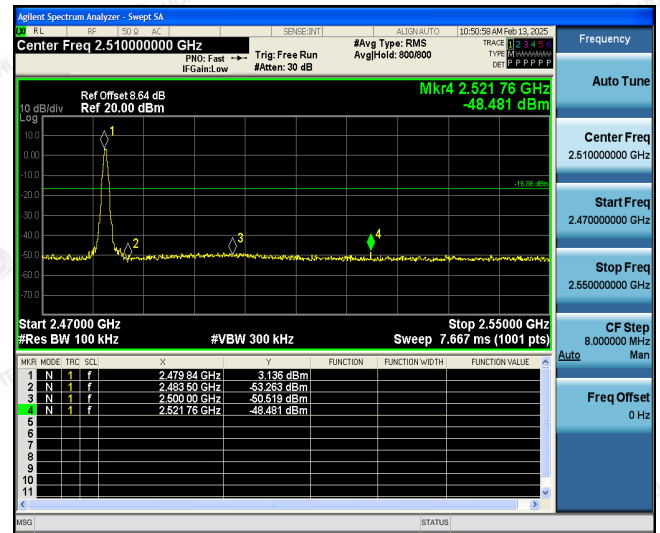 Agilent Spectrum Analyzer - Swept SA
LXI RL RF 50 Ω AC SENSE:INT ALIGN AUTO 10:50:58 AM Feb 13, 2025
Center Freq 2.510000000 GHz
#Avg Type: RMS
TRACE 1 2 3 4 5 6
PNO: Fast
Trig: Free Run
Avg|Hold: 800/800
TYPE MWWWWW
IFGain:Low
#Atten: 30 dB
DET P P P P P P
Mkr4 2.521 76 GHz
Ref Offset 8.64 dB
10 dB/div Ref 20.00 dBm
-48.481 dBm
Log
10.0
0.00
-10.0
-20.0
-30.0
-40.0
-50.0
-60.0
-70.0
1
2
3
4
-16.86 dBm
Start 2.47000 GHz
Stop 2.55000 GHz
#Res BW 100 kHz
#VBW 300 kHz
Sweep 7.667 ms (1001 pts)
MKR MODE TRC SCL X Y FUNCTION FUNCTION WIDTH FUNCTION VALUE
1 N 1 f 2.479 84 GHz 3.136 dBm
2 N 1 f 2.483 50 GHz -53.263 dBm
3 N 1 f 2.500 00 GHz -50.519 dBm
4 N 1 f 2.521 76 GHz -48.481 dBm
5
6
7
8
9
10
11
MSG
STATUS
Frequency
Auto Tune
Center Freq
2.510000000 GHz
Start Freq
2.470000000 GHz
Stop Freq
2.550000000 GHz
CF Step
8.000000 MHz
Auto Man
Freq Offset
0 Hz